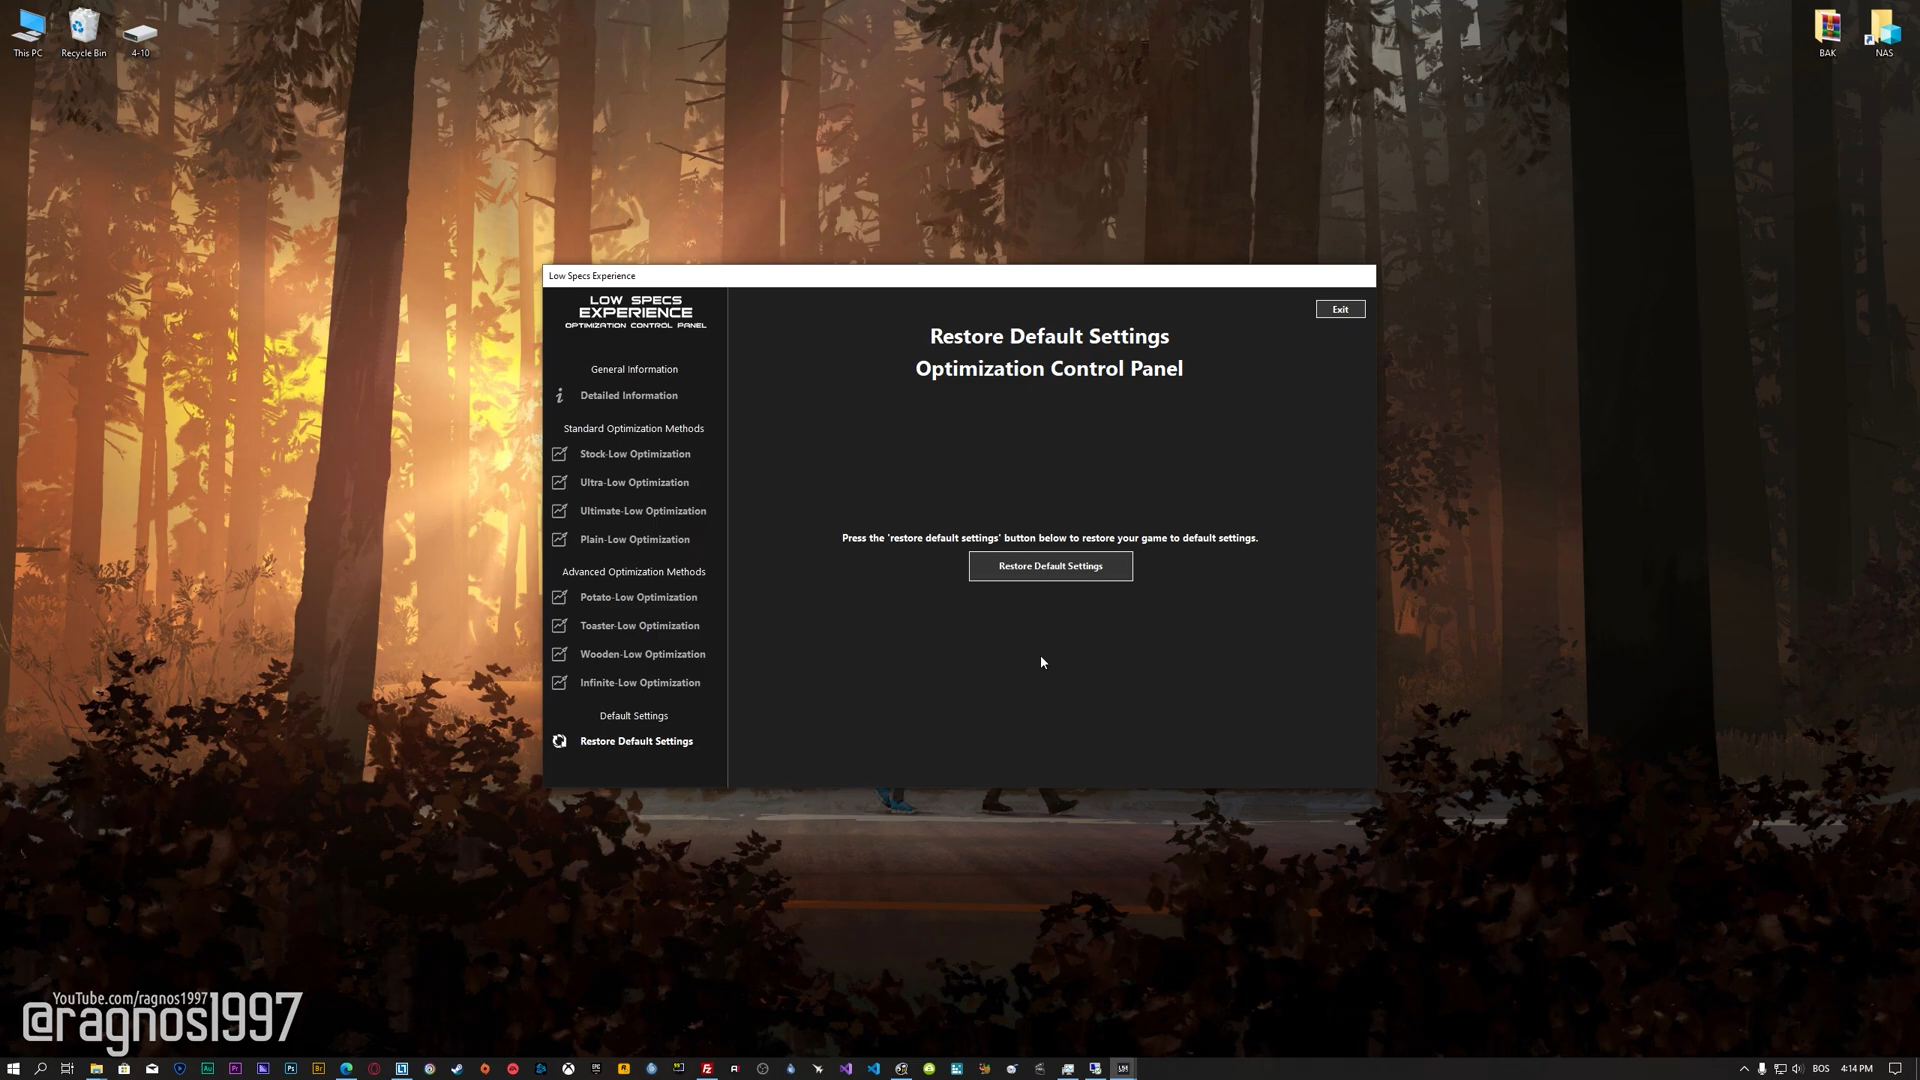 This PC
Recycle Bin
4-10
BAK
NAS
Low Specs Experience
LOW SPECS
EXPERIENCE
OPTIMIZATION CONTROL PANEL
General Information
Detailed Information
Standard Optimization Methods
Stock-Low Optimization
Ultra-Low Optimization
Ultimate-Low Optimization
Plain-Low Optimization
Advanced Optimization Methods
Potato-Low Optimization
Toaster-Low Optimization
Wooden-Low Optimization
Infinite-Low Optimization
Default Settings
Restore Default Settings
Exit
Restore Default Settings
Optimization Control Panel
Press the 'restore default settings' button below to restore your game to default settings.
Restore Default Settings
YouTube.com/ragnos1997
@ragnos1997
BOS
4:14 PM